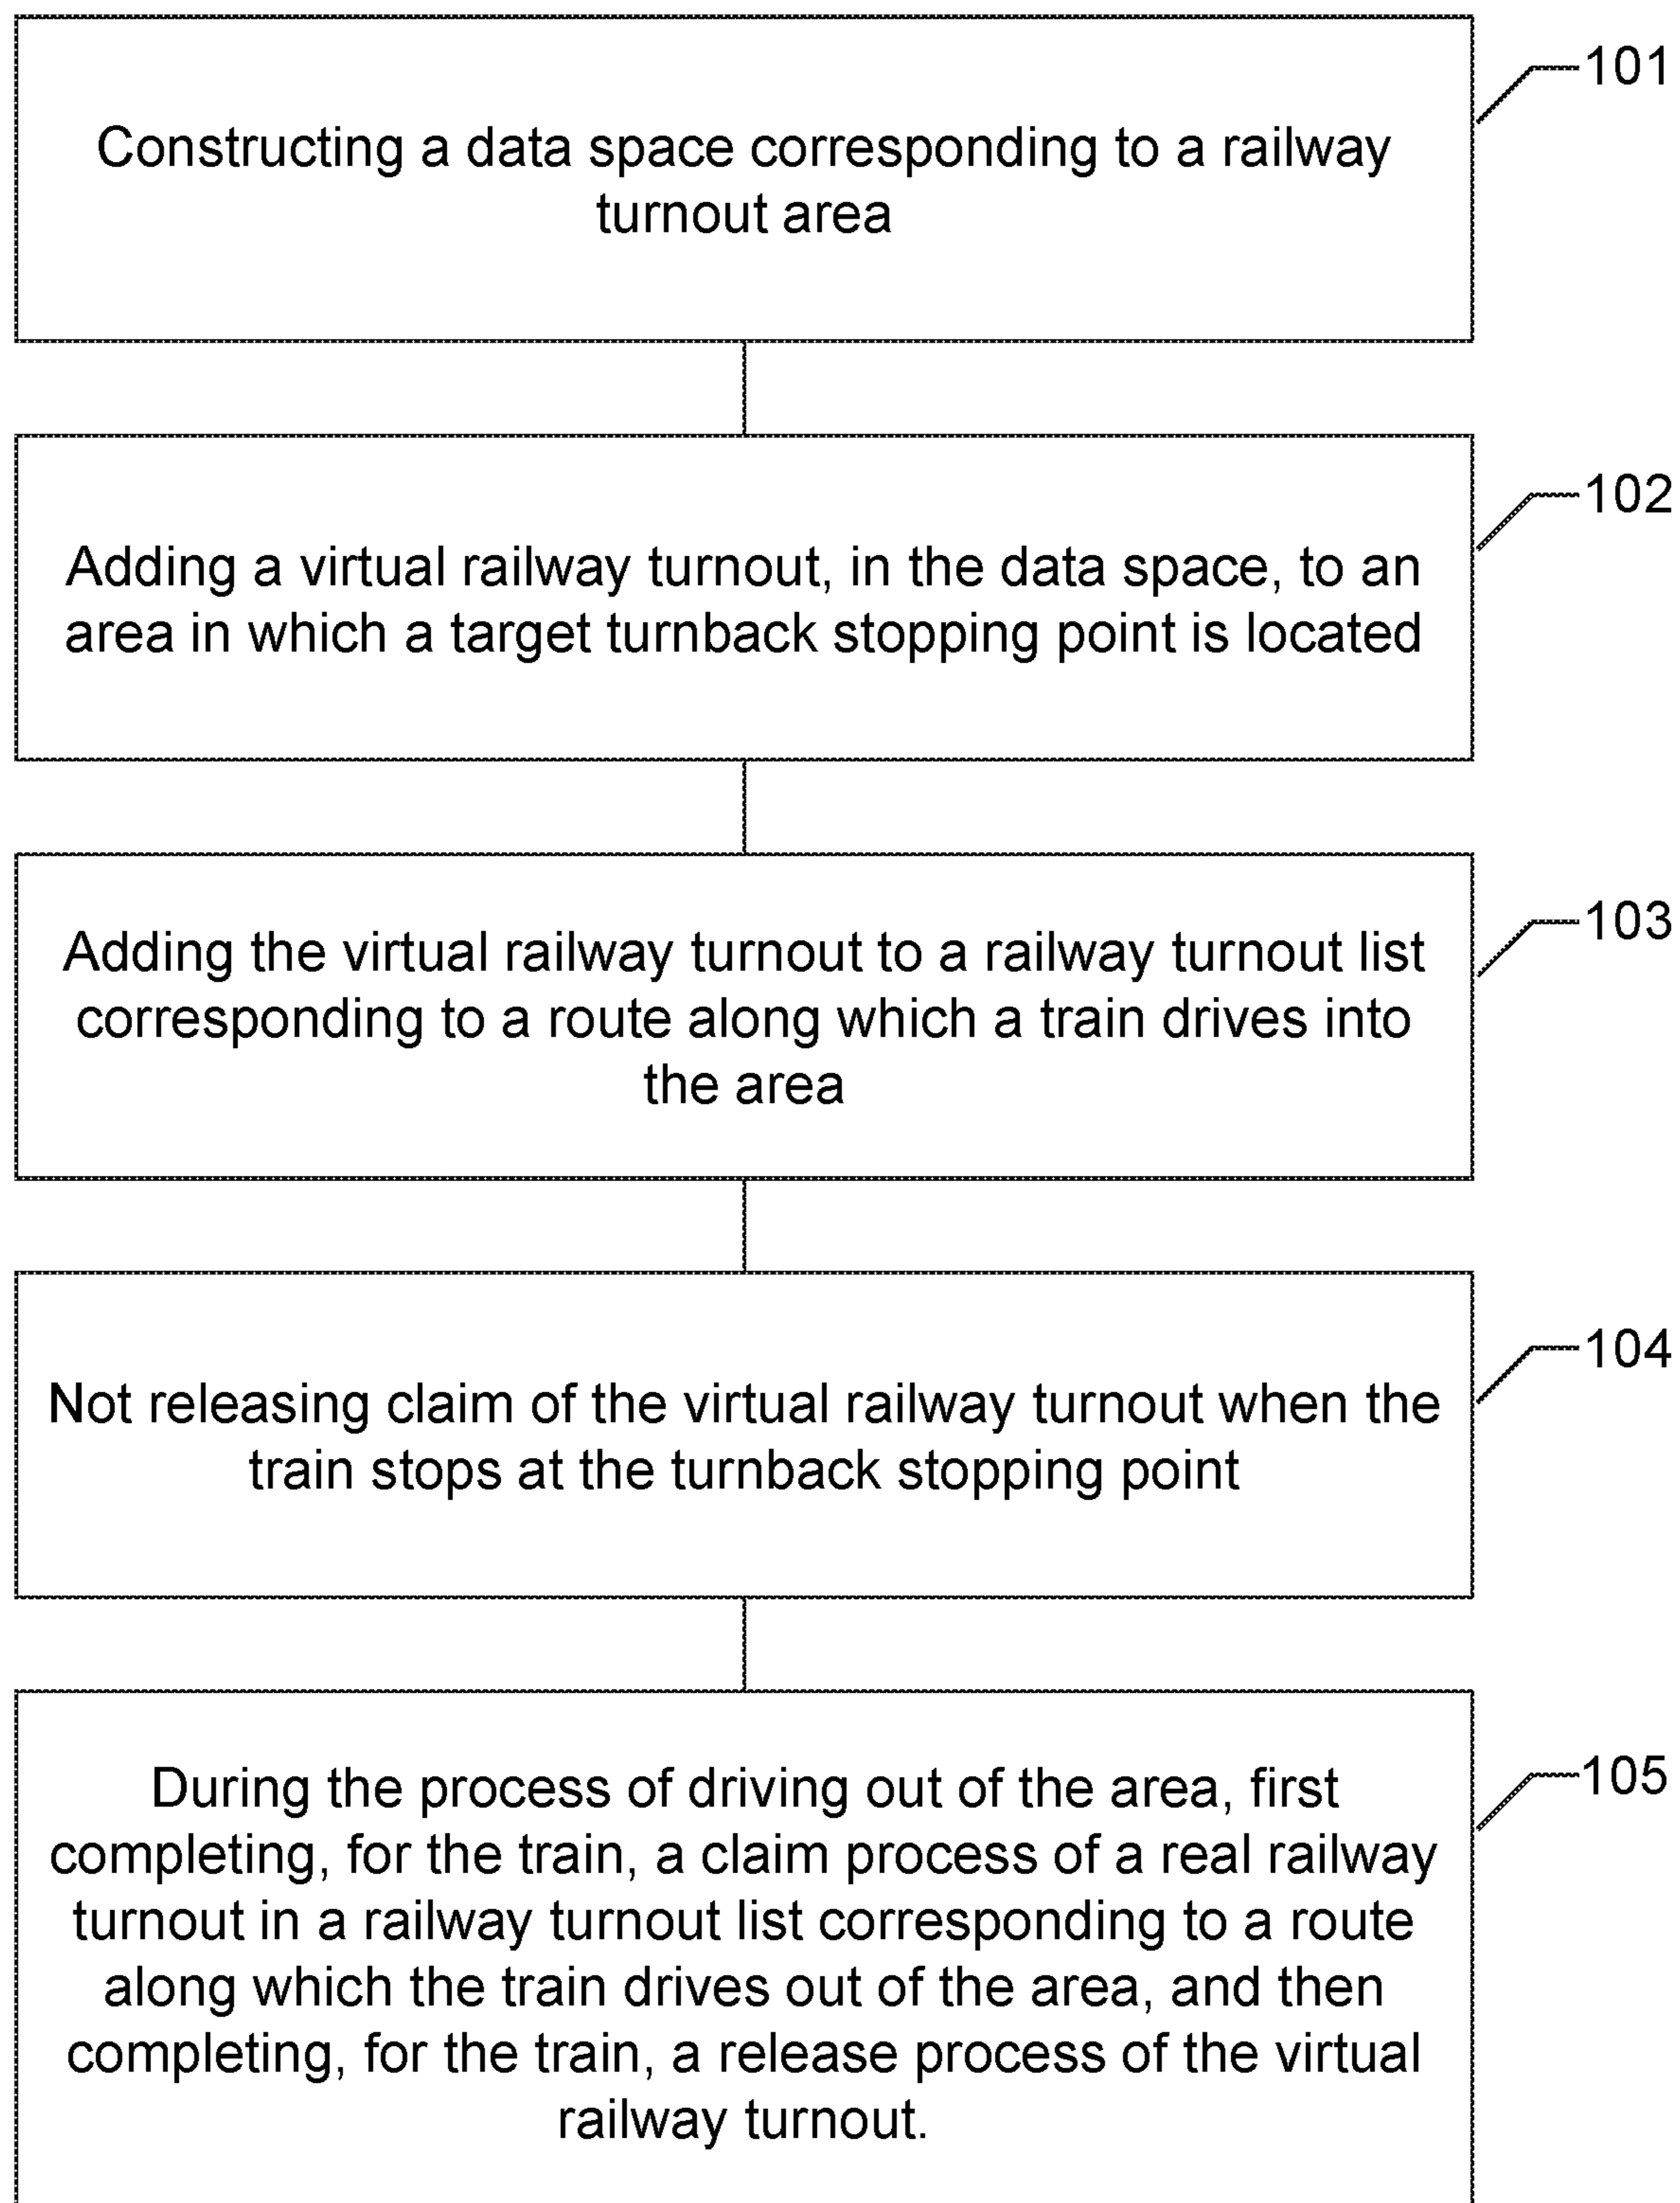 Constructing a data space corresponding to a railway
turnout area
101
Adding a virtual railway turnout, in the data space, to an
area in which a target turnback stopping point is located
102
Adding the virtual railway turnout to a railway turnout list
corresponding to a route along which a train drives into
the area
103
Not releasing claim of the virtual railway turnout when the
train stops at the turnback stopping point
104
During the process of driving out of the area, first
completing, for the train, a claim process of a real railway
turnout in a railway turnout list corresponding to a route
along which the train drives out of the area, and then
completing, for the train, a release process of the virtual
railway turnout.
105